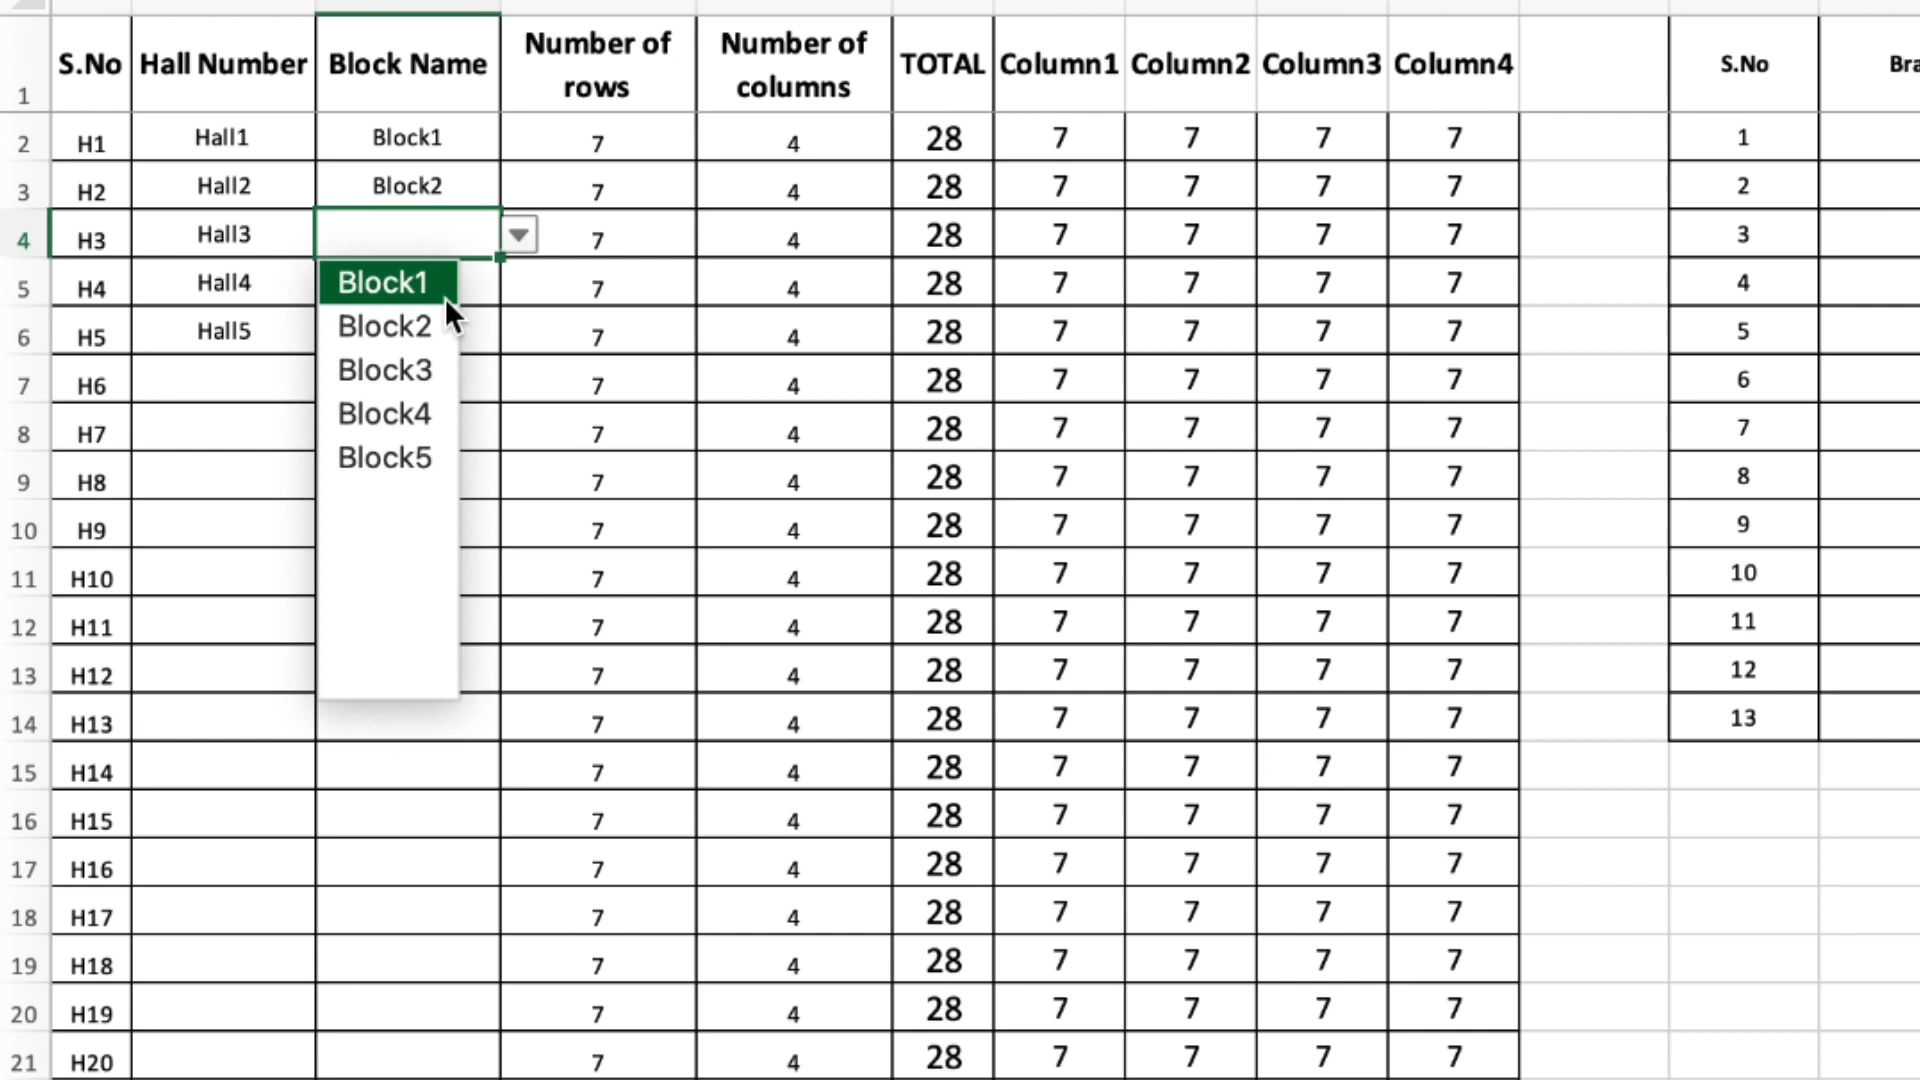 S.No Hall Number Block Name Number of rows Number of columns TOTAL Column1 Column2 Column3 Column4 S.No Bra
1
2 H1 Hall1 Block1 7 4 28 7 7 7 7 1
3 H2 Hall2 Block2 7 4 28 7 7 7 7 2
4 H3 Hall3 7 4 28 7 7 7 7 3
5 H4 Hall4 Block1 7 4 28 7 7 7 7 4
6 H5 Hall5 Block2 7 4 28 7 7 7 7 5
7 H6 Block3 7 4 28 7 7 7 7 6
8 H7 Block4 7 4 28 7 7 7 7 7
9 H8 Block5 7 4 28 7 7 7 7 8
10 H9 7 4 28 7 7 7 7 9
11 H10 7 4 28 7 7 7 7 10
12 H11 7 4 28 7 7 7 7 11
13 H12 7 4 28 7 7 7 7 12
14 H13 7 4 28 7 7 7 7 13
15 H14 7 4 28 7 7 7 7
16 H15 7 4 28 7 7 7 7
17 H16 7 4 28 7 7 7 7
18 H17 7 4 28 7 7 7 7
19 H18 7 4 28 7 7 7 7
20 H19 7 4 28 7 7 7 7
21 H20 7 4 28 7 7 7 7